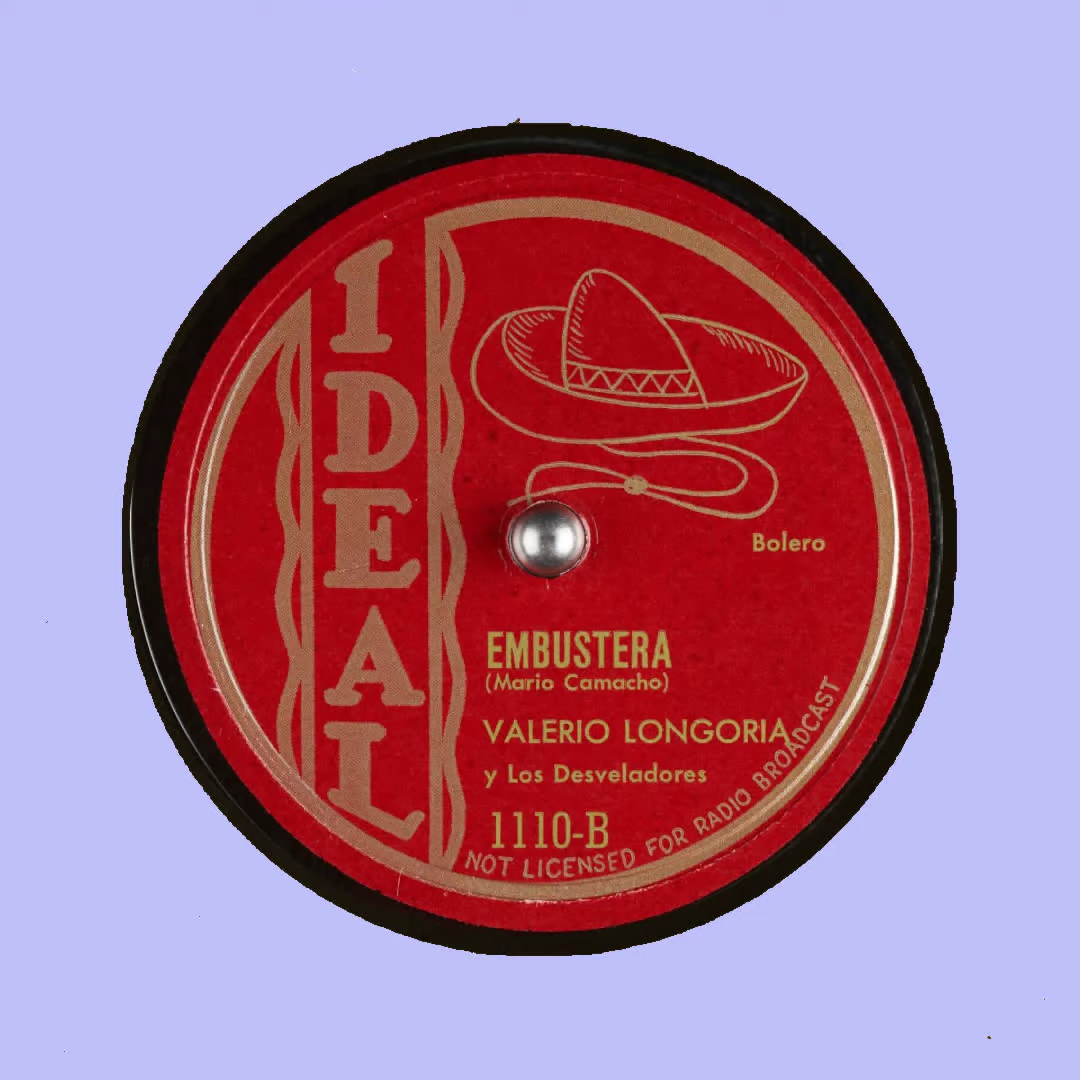 IDEAL
Bolero
EMBUSTERA
(Mario Camacho)
VALERIO LONGORIA
y Los Desveladores
1110-B
NOT LICENSED FOR RADIO BROADCAST